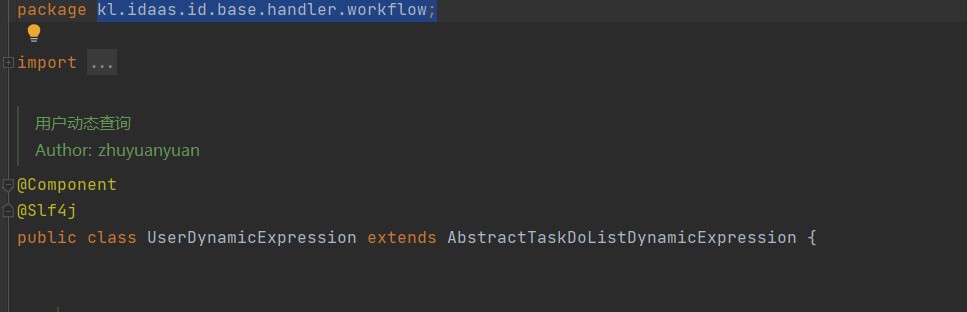 package kl.idaas.id.base.handler.workflow;
import ...
用户动态查询
Author: zhuyuanyuan
@Component
@Slf4j
public class UserDynamicExpression extends AbstractTaskDoListDynamicExpression {